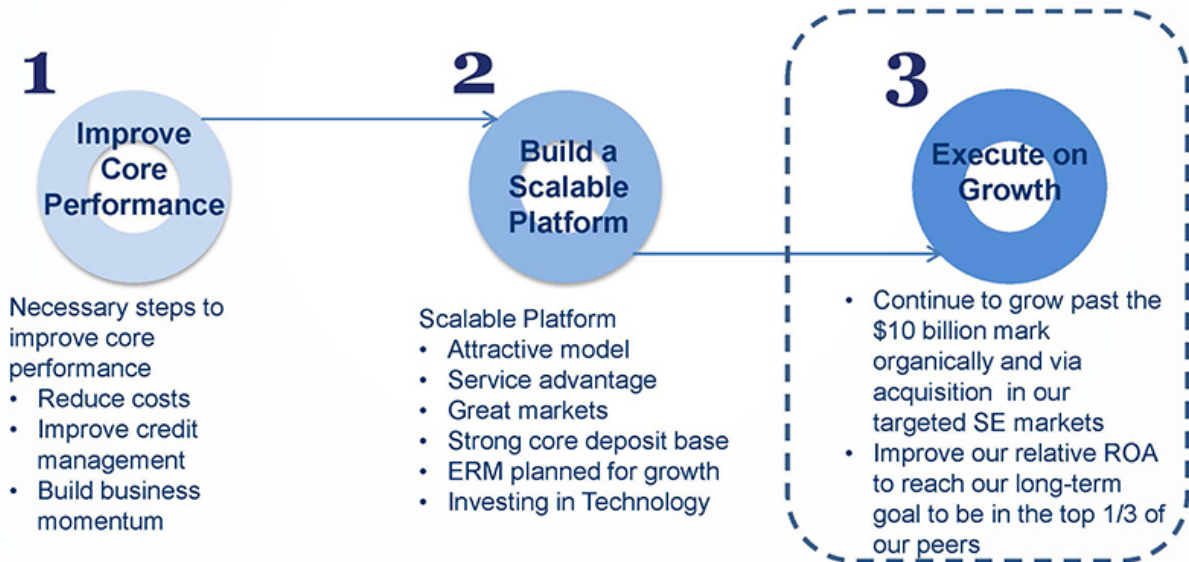 1
Improve
Core
Performance
Necessary steps to
improve core
performance
• Reduce costs
• Improve credit
management
• Build business
momentum
2
Build a
Scalable
Platform
Scalable Platform
• Attractive model
• Service advantage
• Great markets
• Strong core deposit base
• ERM planned for growth
• Investing in Technology
3
Execute on
Growth
• Continue to grow past the
$10 billion mark
organically and via
acquisition in our
targeted SE markets
• Improve our relative ROA
to reach our long-term
goal to be in the top 1/3 of
our peers